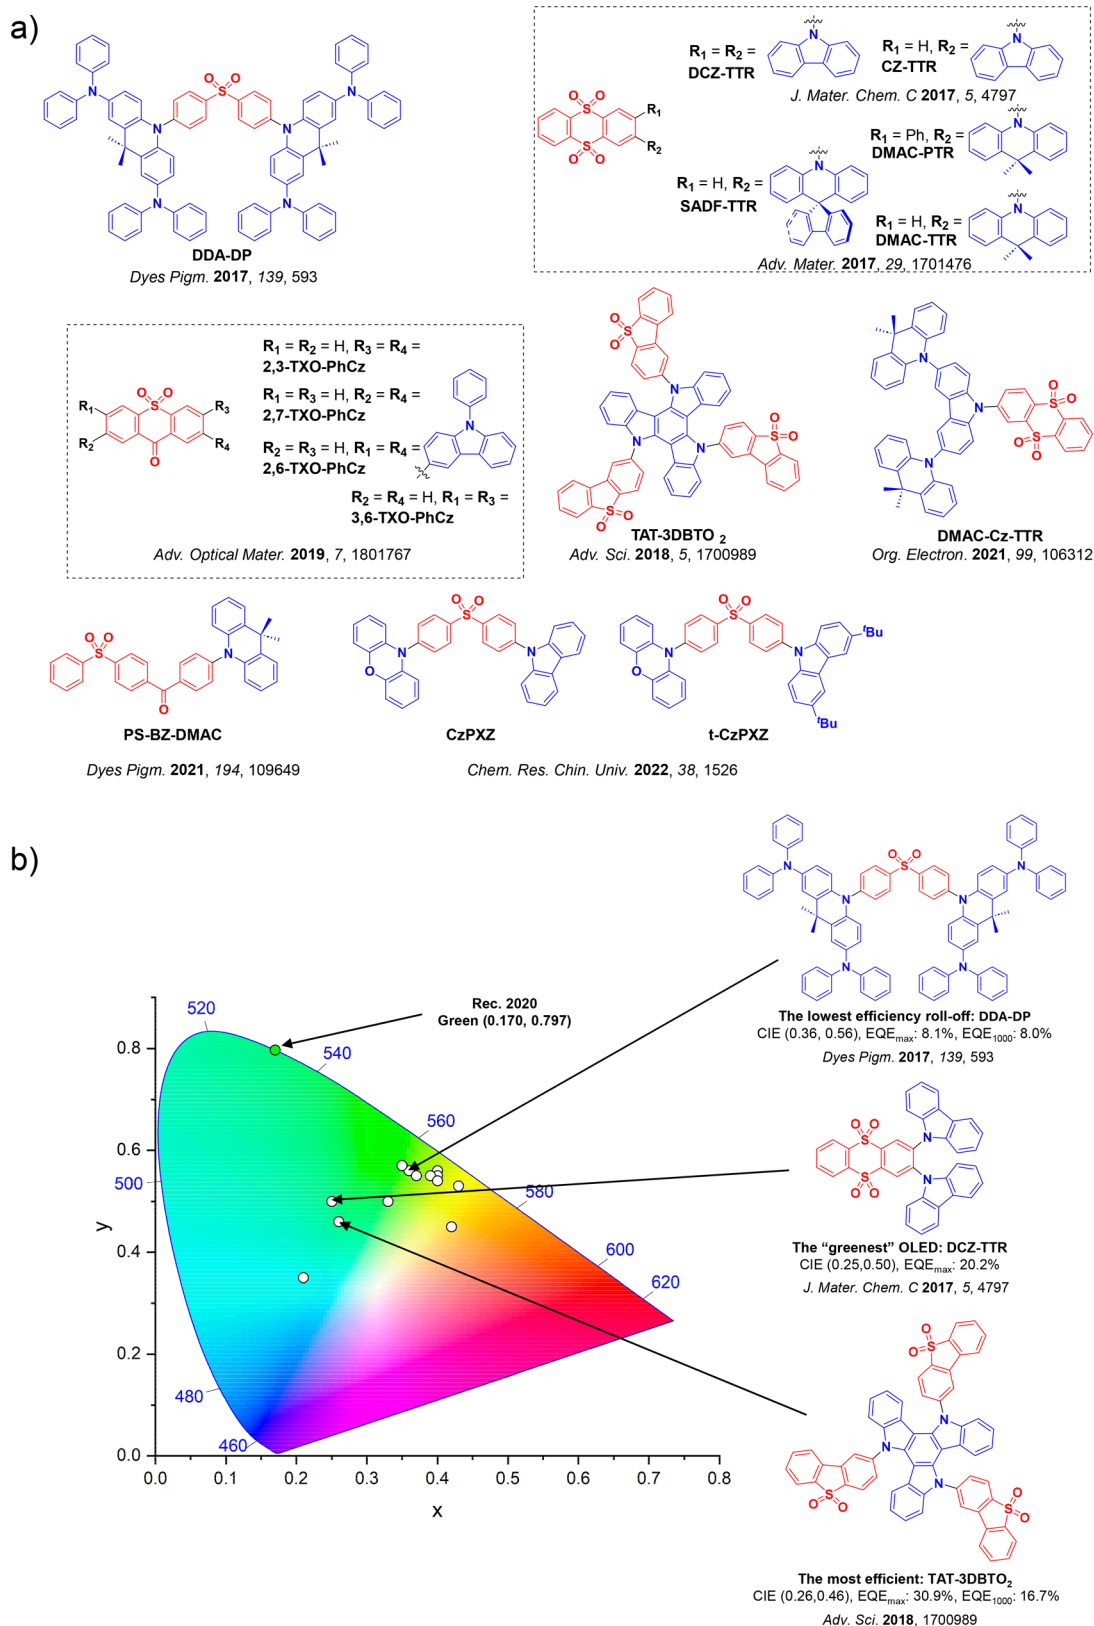 a)
DDA-DP
Dyes Pigm. 2017, 139, 593
R1 = R2 =
DCZ-TTR
R1 = H, R2 =
CZ-TTR
J. Mater. Chem. C 2017, 5, 4797
R1 = Ph, R2 =
DMAC-PTR
R1 = H, R2 =
SADF-TTR
R1 = H, R2 =
DMAC-TTR
Adv. Mater. 2017, 29, 1701476
R1 = R2 = H, R3 = R4 =
2,3-TXO-PhCz
R1 = R3 = H, R2 = R4 =
2,7-TXO-PhCz
R2 = R3 = H, R1 = R4 =
2,6-TXO-PhCz
R2 = R4 = H, R1 = R3 =
3,6-TXO-PhCz
Adv. Optical Mater. 2019, 7, 1801767
TAT-3DBTO 2
Adv. Sci. 2018, 5, 1700989
DMAC-Cz-TTR
Org. Electron. 2021, 99, 106312
PS-BZ-DMAC
Dyes Pigm. 2021, 194, 109649
CzPXZ
t-CzPXZ
Chem. Res. Chin. Univ. 2022, 38, 1526
b)
Rec. 2020
Green (0.170, 0.797)
520
540
560
500
580
600
620
480
460
0.8
0.6
0.4
0.2
0.0
y
0.0 0.1 0.2 0.3 0.4 0.5 0.6 0.7 0.8
x
The lowest efficiency roll-off: DDA-DP
CIE (0.36, 0.56), EQEmax: 8.1%, EQE1000: 8.0%
Dyes Pigm. 2017, 139, 593
The “greenest” OLED: DCZ-TTR
CIE (0.25,0.50), EQEmax: 20.2%
J. Mater. Chem. C 2017, 5, 4797
The most efficient: TAT-3DBTO2
CIE (0.26,0.46), EQEmax: 30.9%, EQE1000: 16.7%
Adv. Sci. 2018, 1700989